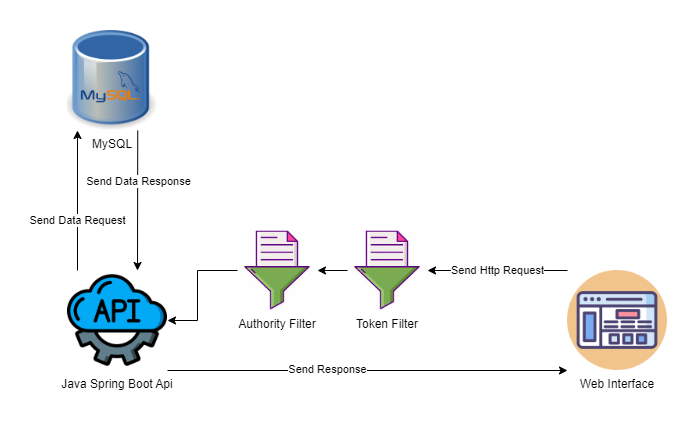 MySQL
MySQL
Send Data Response
Send Data Request
Send Http Request
API
Authority Filter
Token Filter
Send Response
Java Spring Boot Api
Web Interface